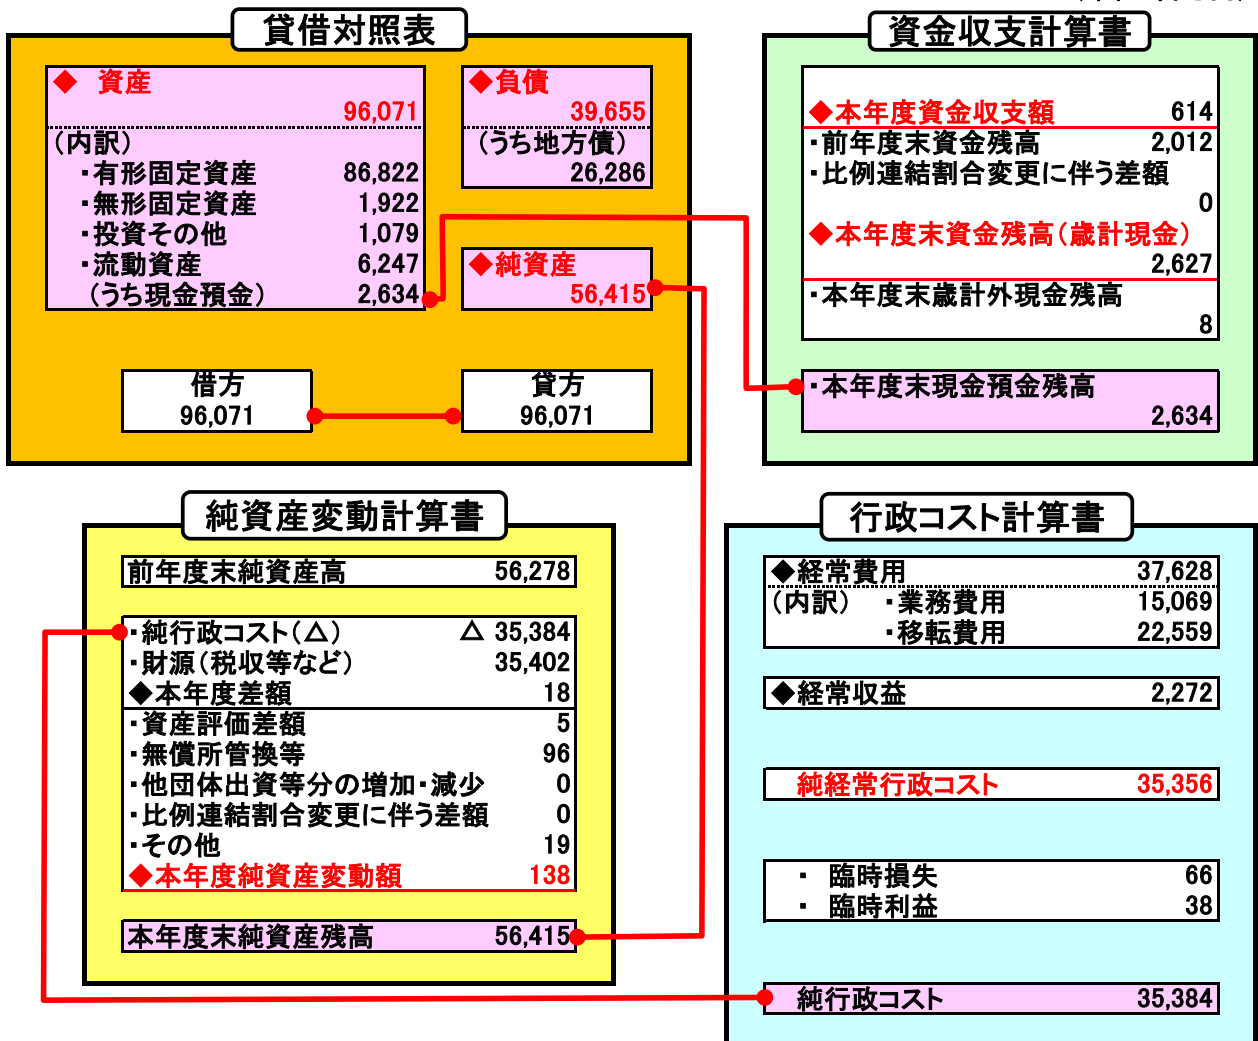 貸借対照表
◆ 資産
96,071
(内訳)
・有形固定資産 86,822
・無形固定資産 1,922
・投資その他 1,079
・流動資産 6,247
(うち現金預金) 2,634
◆負債
39,655
(うち地方債)
26,286
◆純資産
56,415
借方
96,071
貸方
96,071
資金収支計算書
◆本年度資金収支額 614
・前年度末資金残高 2,012
・比例連結割合変更に伴う差額
0
◆本年度末資金残高(歳計現金)
2,627
・本年度末歳計外現金残高
8
・本年度末現金預金残高
2,634
純資産変動計算書
前年度末純資産高 56,278
・純行政コスト(△) △ 35,384
・財源(税収等など) 35,402
◆本年度差額 18
・資産評価差額 5
・無償所管換等 96
・他団体出資等分の増加・減少 0
・比例連結割合変更に伴う差額 0
・その他 19
◆本年度純資産変動額 138
本年度末純資産残高 56,415
行政コスト計算書
◆経常費用 37,628
(内訳) ・業務費用 15,069
・移転費用 22,559
◆経常収益 2,272
純経常行政コスト 35,356
・ 臨時損失 66
・ 臨時利益 38
純行政コスト 35,384